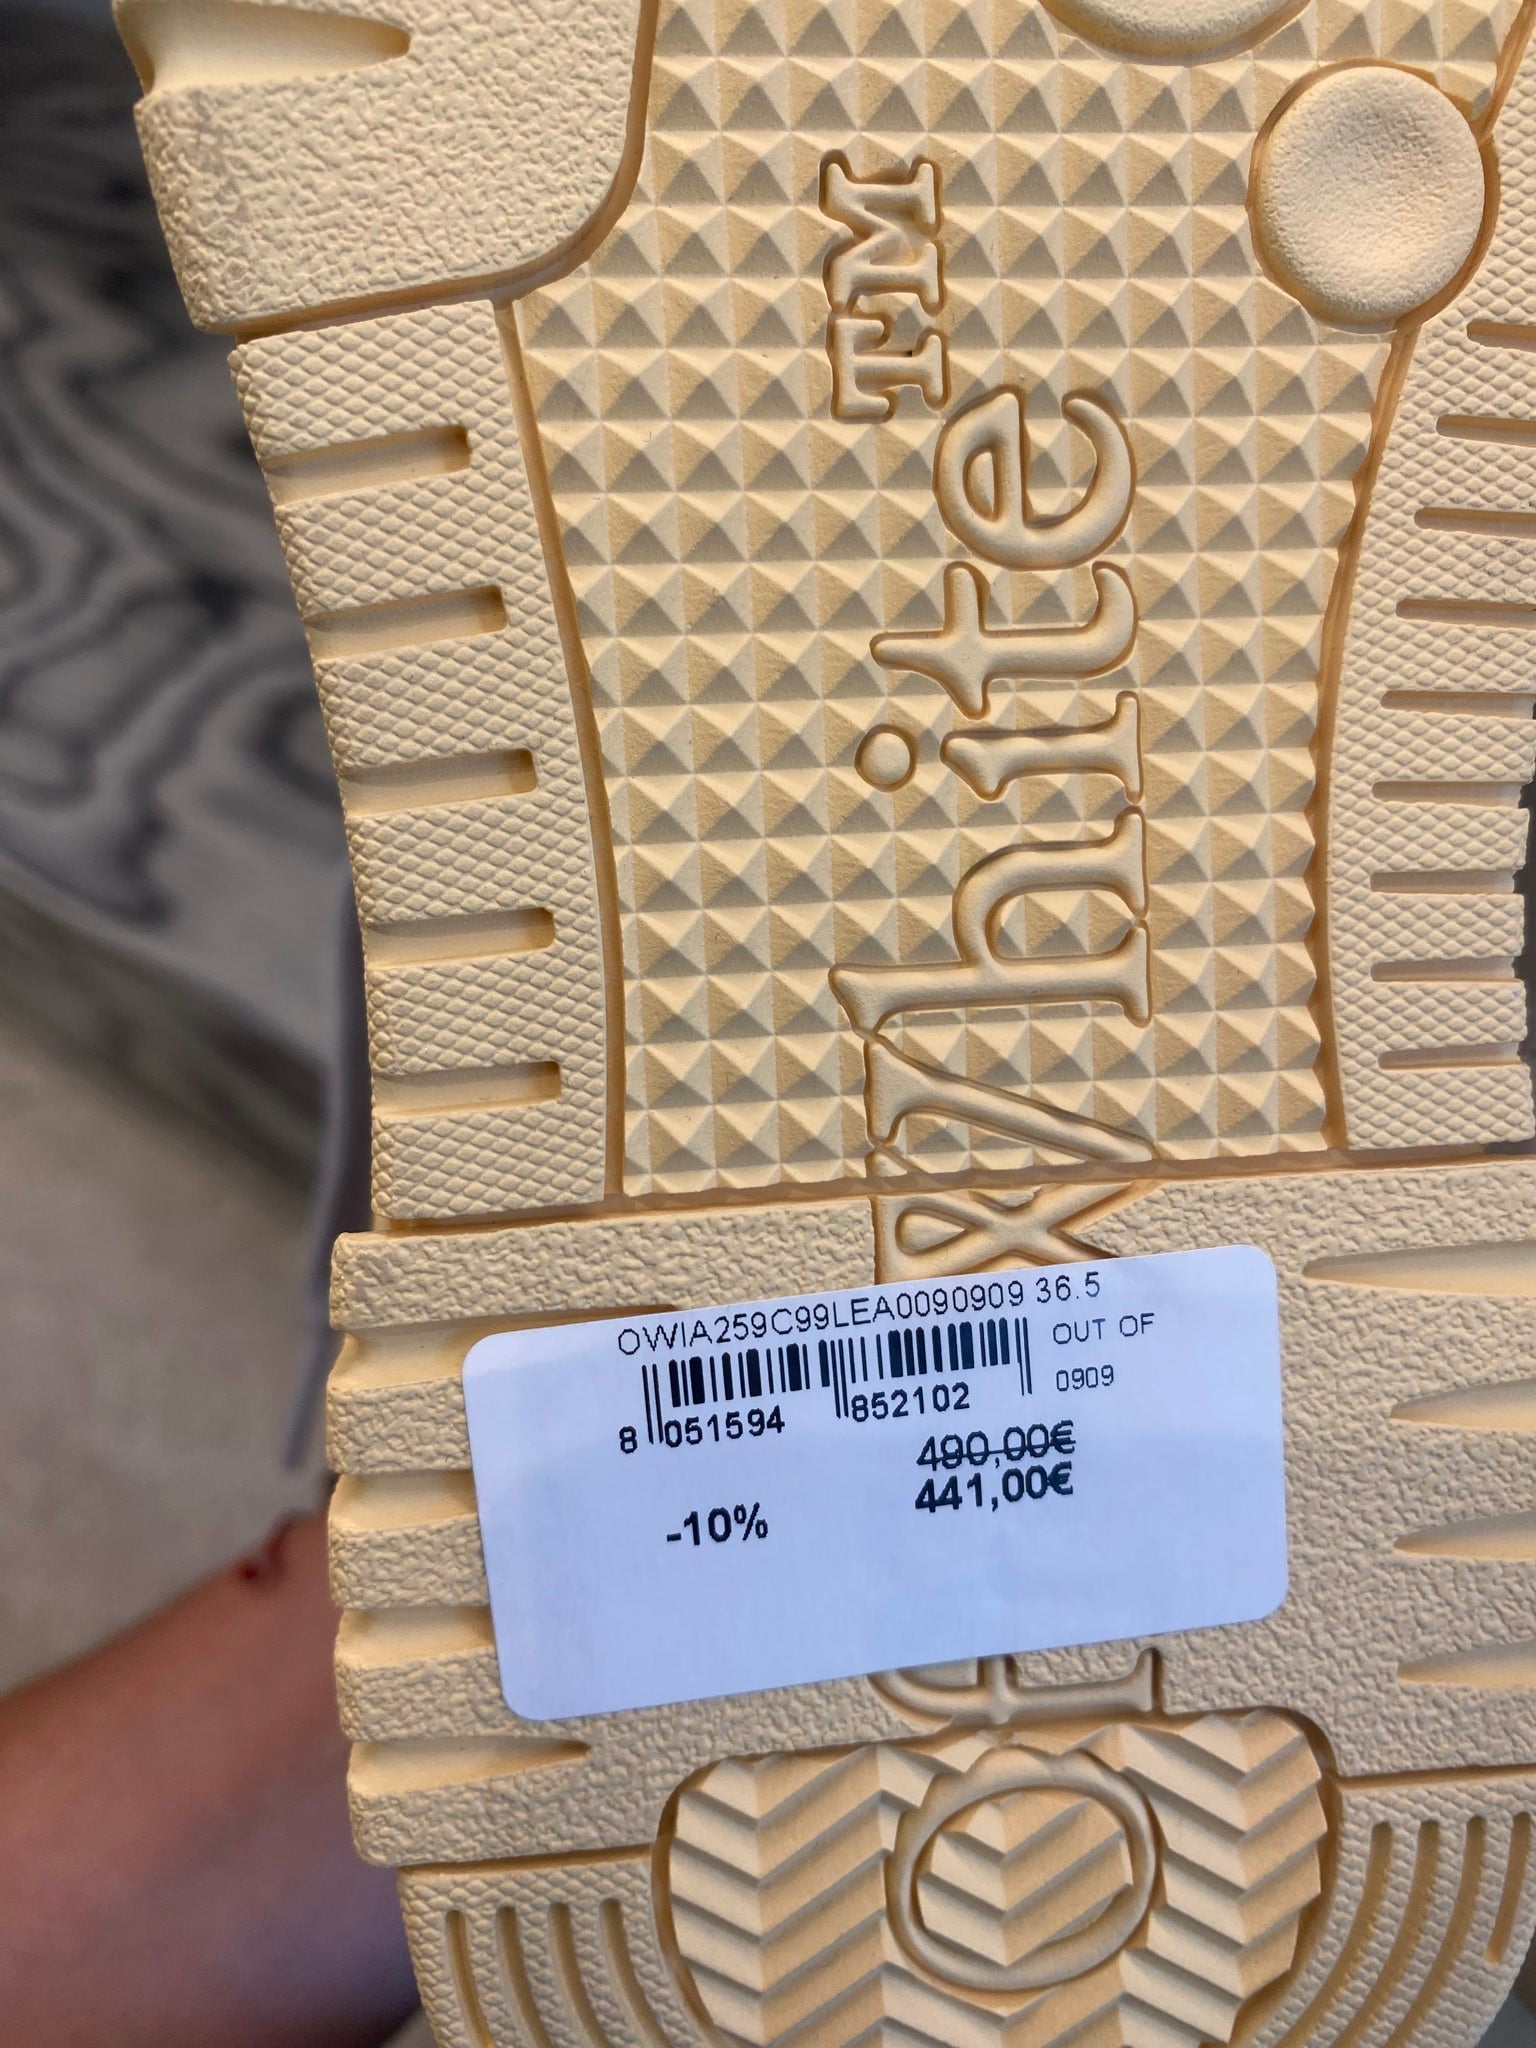 O
White TM
OWIA259C99LEA0090909 36.5
OUT OF
0909
8 051594 852102
490,00€
441,00€
-10%